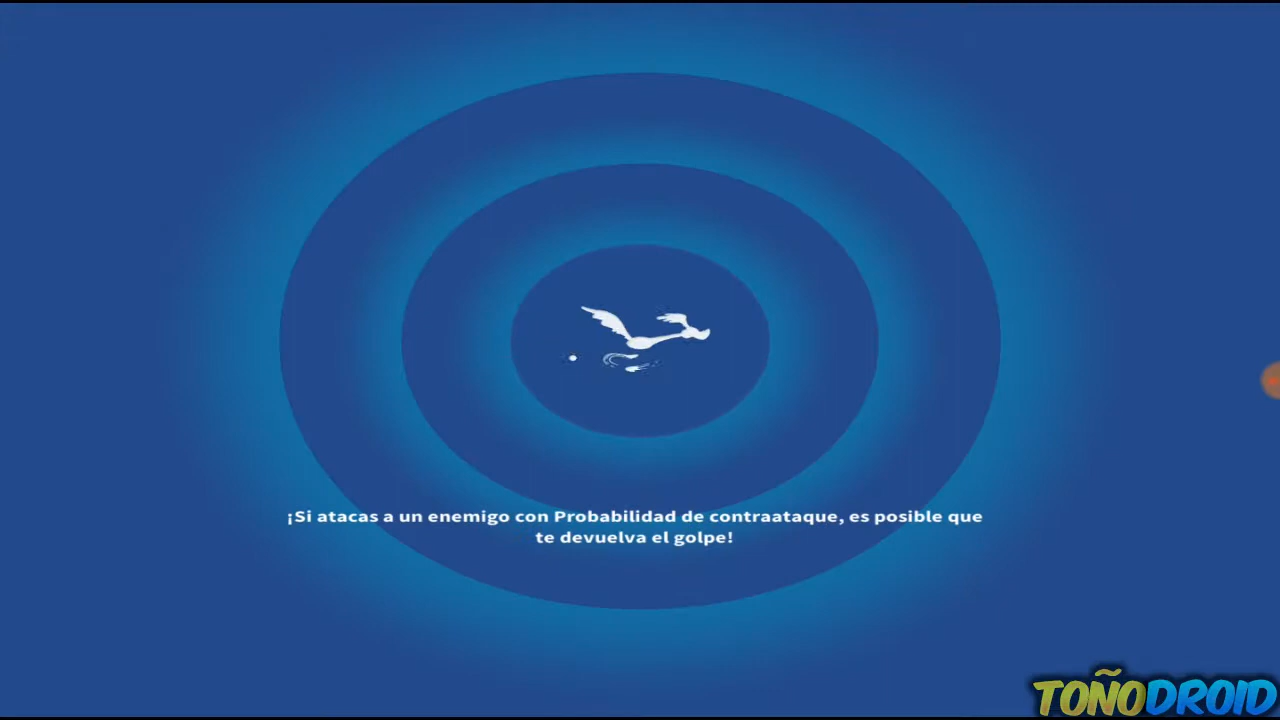 ¡Si atacas a un enemigo con Probabilidad de contraataque, es posible que
te devuelva el golpe!
TOÑODROID